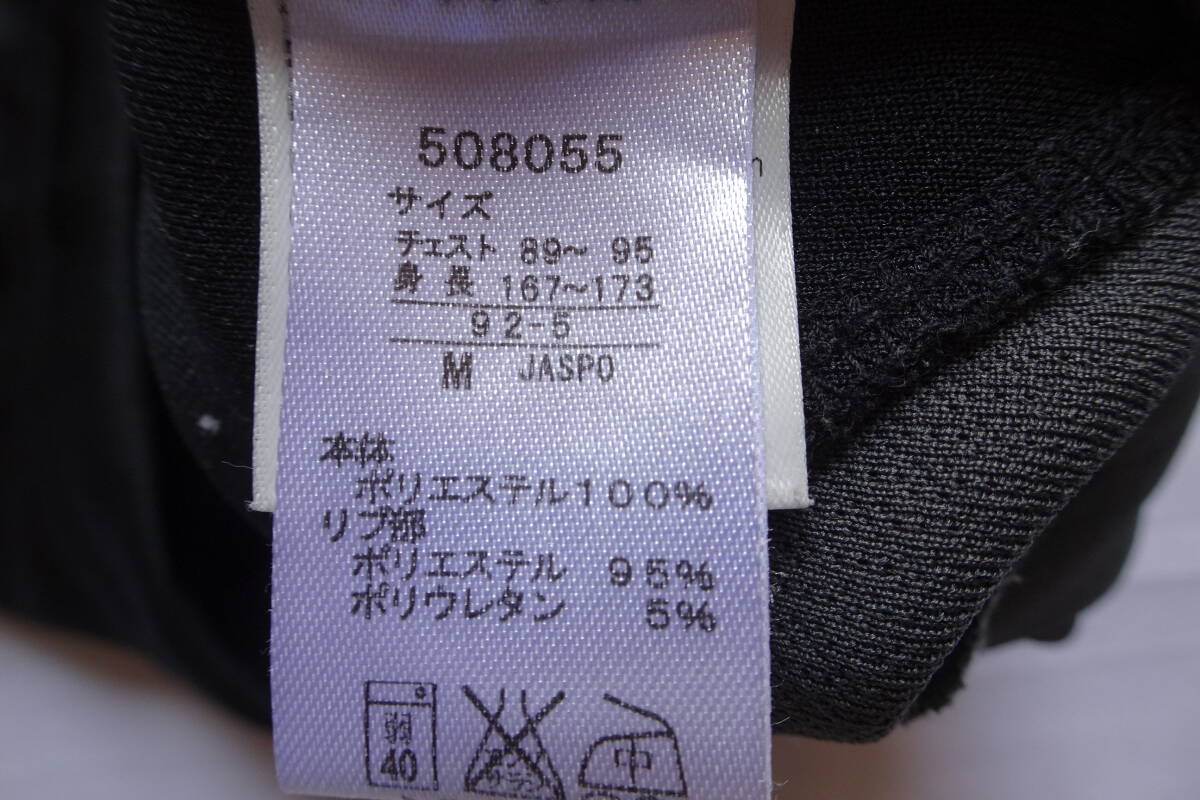 508055
サイズ
チェスト 89〜 95
身 長 167〜173
92-5
M JASPO
本体
ポリエステル100%
リブ部
ポリエステル 95%
ポリウレタン 5%
弱 中
40